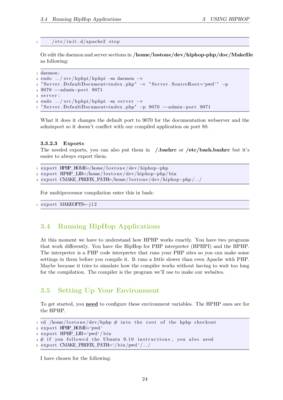 3.4 Running HipHop Applications 3 USING HIPHOP
1 /etc/init.d/apache2 stop
Or edit the daemon and server sections in /home/lostone/dev/hiphop-php/doc/Makefile
as following:
1 daemon:
2 sudo ../src/hphpi/hphpi -m daemon -v
"Server.DefaultDocument=index.php" -v "Server.SourceRoot=`pwd`" -p
3 8070 --admin-port 8071
4 server:
5 sudo ../src/hphpi/hphpi -m server -v
6 "Server.DefaultDocument=index.php" -p 8070 --admin-port 8071
What it does it changes the default port to 8070 for the documentation webserver and the
adminport so it doesn't conflict with our compiled application on port 80.
3.3.2.3 Exports
The needed exports, you can also put them in /.bashrc or /etc/bash.bashrc but it's
easier to always export them.
1 export HPHP_HOME=/home/lostone/dev/hiphop-php
2 export HPHP_LIB=/home/lostone/dev/hiphop-php/bin
3 export CMAKE_PREFIX_PATH=/home/lostone/dev/hiphop-php/../
For multiprocessor compilation enter this in bash:
1 export MAKEOPTS=-j12
3.4 Running HipHop Applications
At this moment we have to understand how HPHP works exactly. You have two programs
that work differently. You have the HipHop for PHP interpreter (HPHPI) and the HPHP.
The interpreter is a PHP code interpreter that runs your PHP sites so you can make some
settings in them before you compile it. It runs a little slower than even Apache with PHP.
Maybe because it tries to simulate how the compiler works without having to wait too long
for the compilation. The compiler is the program we'll use to make our websites.
3.5 Setting Up Your Environment
To get started, you need to configure these environment variables. The HPHP ones are for
the HPHP.
1 cd /home/lostone/dev/hphp # into the root of the hphp checkout
2 export HPHP_HOME=`pwd`
3 export HPHP_LIB=`pwd`/bin
4 # if you followed the Ubuntu 9.10 instructions, you also need
5 export CMAKE_PREFIX_PATH=`/bin/pwd`/../
I have chosen for the following:
24